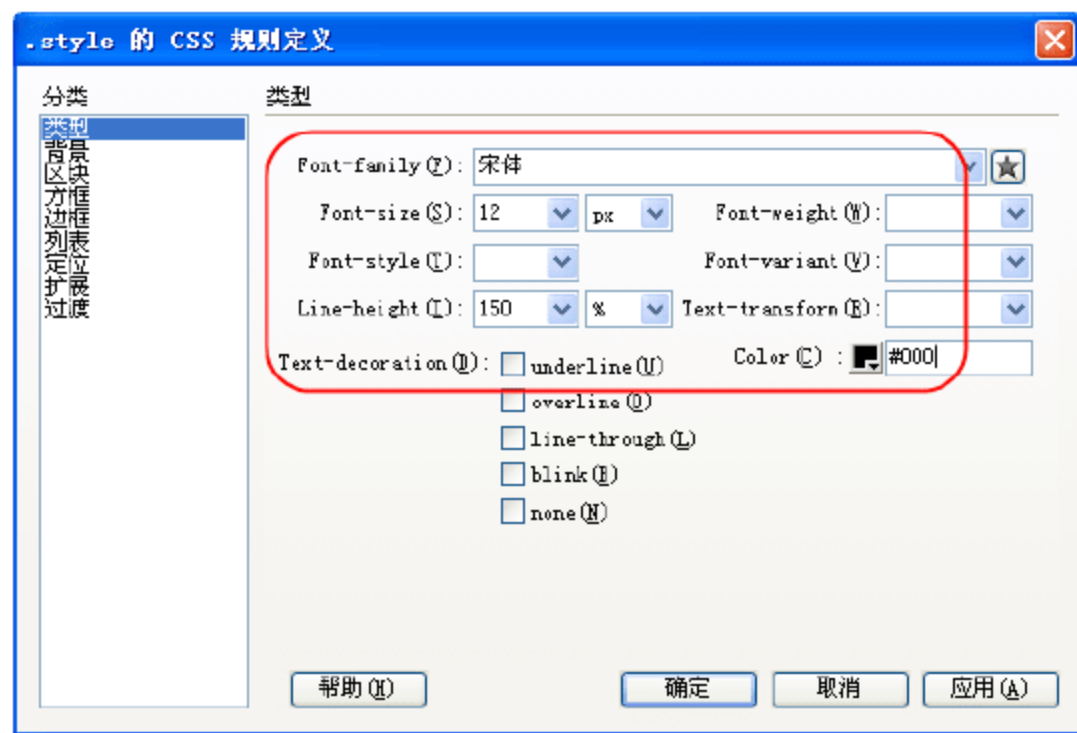 .style 的 CSS 规则定义
分类
类型
背景
区块
方框
边框
列表
定位
扩展
过渡
类型
Font-family(F): 宋体
Font-size(S): 12 px Font-weight(W):
Font-style(T): Font-variant(V):
Line-height(I): 150 % Text-transform(R):
Text-decoration(D): underline(U) Color(C) : #000
overline(O)
line-through(L)
blink(B)
none(N)
帮助(H) 确定 取消 应用(A)